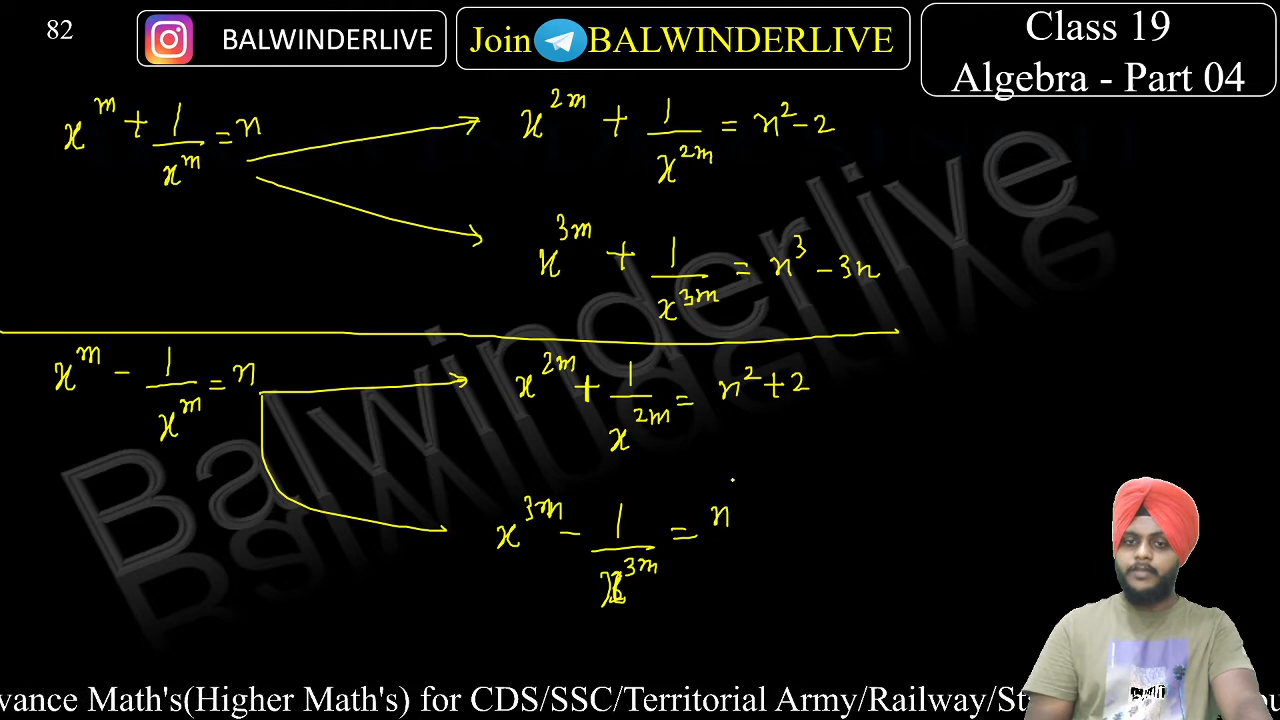 82
BALWINDERLIVE
Join BALWINDERLIVE
Class 19
Algebra - Part 04
x^m + 1/x^m = n
x^{2m} + 1/x^{2m} = n^2 - 2
x^{3m} + 1/x^{3m} = n^3 - 3n
x^m - 1/x^m = n
x^{2m} + 1/x^{2m} = n^2 + 2
x^{3m} - 1/x^{3m} = n
Balwinderlive
vance Math's(Higher Math's) for CDS/SSC/Territorial Army/Railway/St